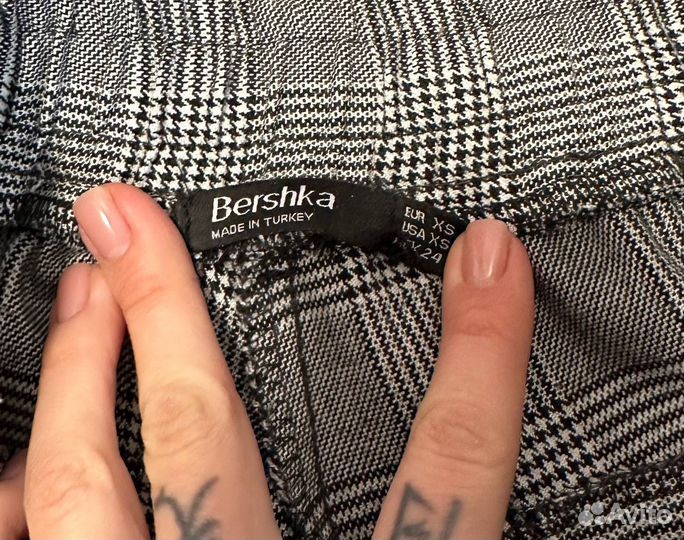 Bershka
MADE IN TURKEY
EUR XS
USA XS
24
Avito